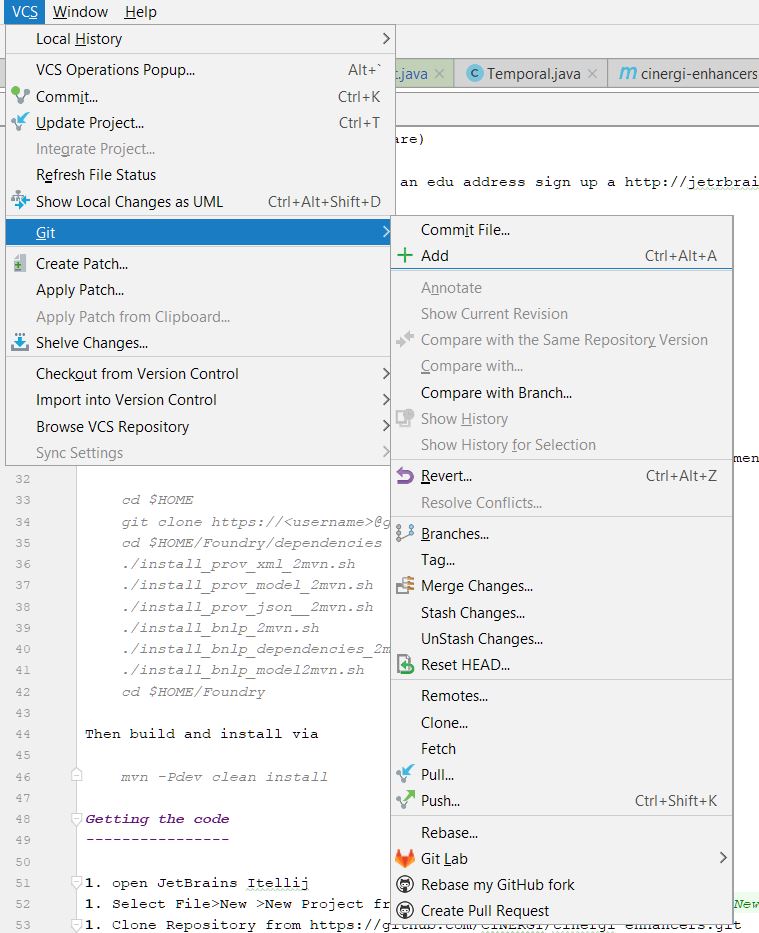 VCS Window Help
Local History
VCS Operations Popup... Alt+`
Commit... Ctrl+K
Update Project... Ctrl+T
Integrate Project...
Refresh File Status
Show Local Changes as UML Ctrl+Alt+Shift+D
Git
Create Patch...
Apply Patch...
Apply Patch from Clipboard...
Shelve Changes...
Checkout from Version Control
Import into Version Control
Browse VCS Repository
Sync Settings
t.java Temporal.java cinergi-enhancers
are)
an edu address sign up a http://jetrbrai
Commit File...
Add Ctrl+Alt+A
Annotate
Show Current Revision
Compare with the Same Repository Version
Compare with...
Compare with Branch...
Show History
Show History for Selection
Revert... Ctrl+Alt+Z
Resolve Conflicts...
Branches...
Tag...
Merge Changes...
Stash Changes...
UnStash Changes...
Reset HEAD...
Remotes...
Clone...
Fetch
Pull...
Push... Ctrl+Shift+K
Rebase...
Git Lab
Rebase my GitHub fork
Create Pull Request
men
32
33 cd $HOME
34 git clone https://<username>@g
35 cd $HOME/Foundry/dependencies
36 ./install_prov_xml_2mvn.sh
37 ./install_prov_model_2mvn.sh
38 ./install_prov_json__2mvn.sh
39 ./install_bnlp_2mvn.sh
40 ./install_bnlp_dependencies_2m
41 ./install_bnlp_model2mvn.sh
42 cd $HOME/Foundry
43
44 Then build and install via
45
46 mvn -Pdev clean install
47
48 Getting the code
49 ----------------
50
51 1. open JetBrains Itellij
52 1. Select File>New >New Project fr New
53 1. Clone Repository from https://github.com/CINERGI/cinergi-enhancers.git